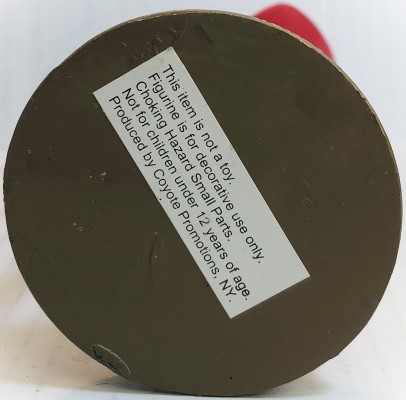 This item is not a toy.
Figurine is for decorative use only.
Choking Hazard Small Parts.
Not for children under 12 years of age.
Produced by Coyote Promotions, NY.